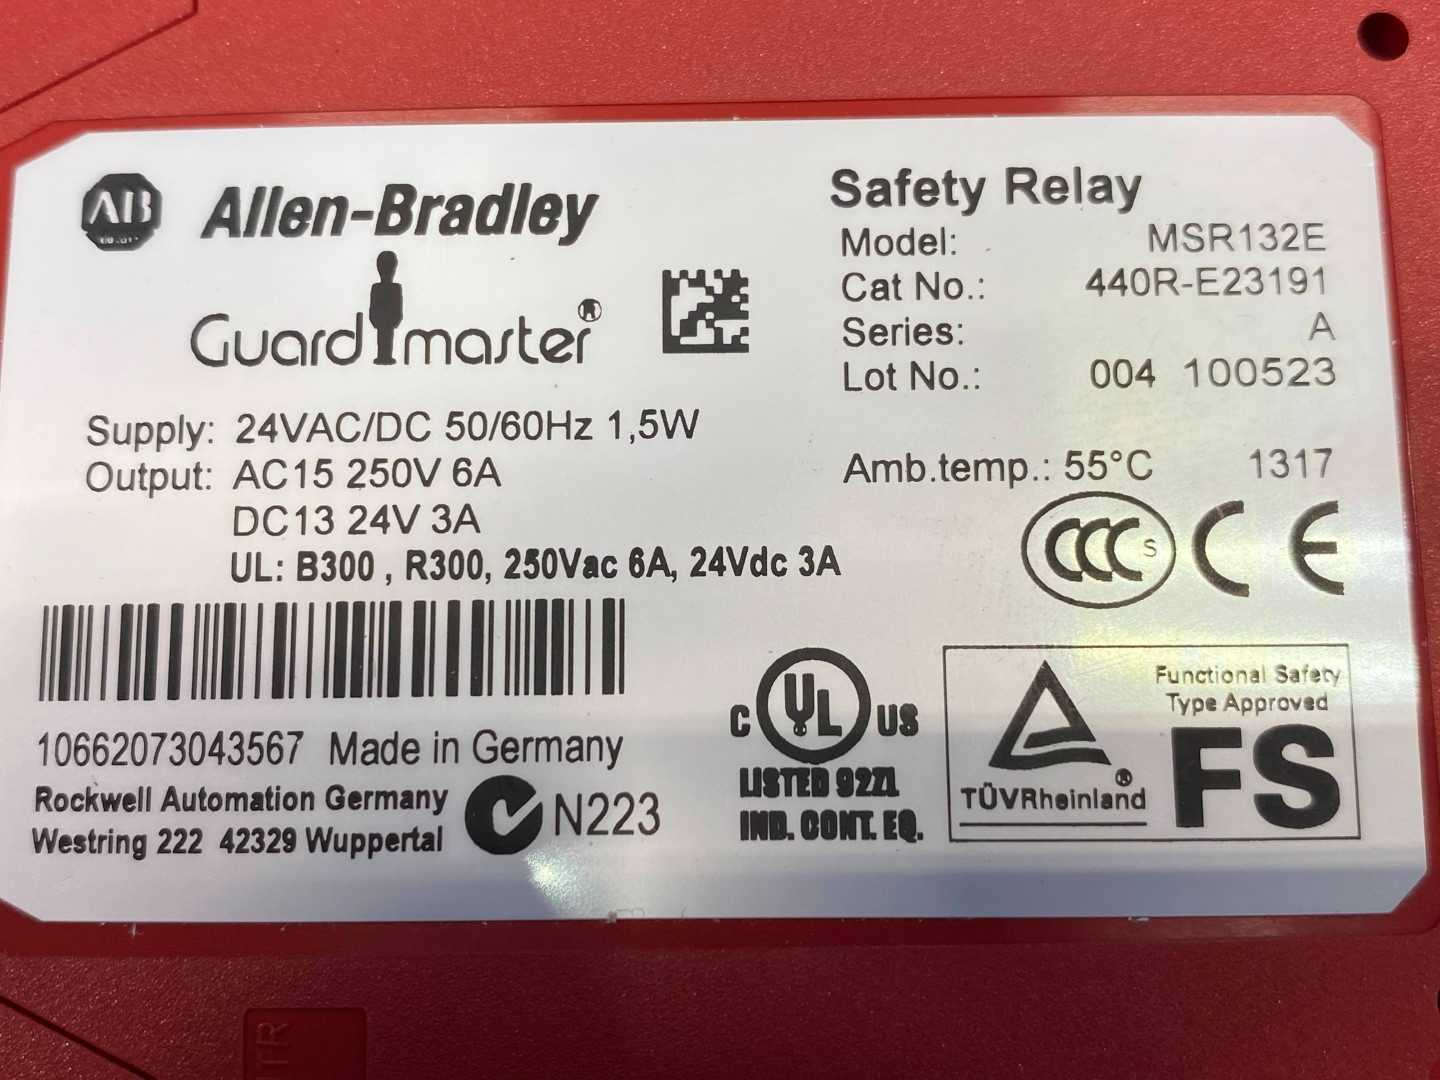 AB
Allen-Bradley
Guardmaster®
Safety Relay
Model: MSR132E
Cat No.: 440R-E23191
Series: A
Lot No.: 004 100523
Supply: 24VAC/DC 50/60Hz 1,5W
Output: AC15 250V 6A
DC13 24V 3A
UL: B300 , R300, 250Vac 6A, 24Vdc 3A
Amb.temp.: 55°C 1317
CCC S CE
10662073043567 Made in Germany
Rockwell Automation Germany
Westring 222 42329 Wuppertal
N223
C UL US
LISTED 92Z1
IND. CONT. EQ.
Functional Safety
Type Approved
FS
TÜVRheinland®
TR